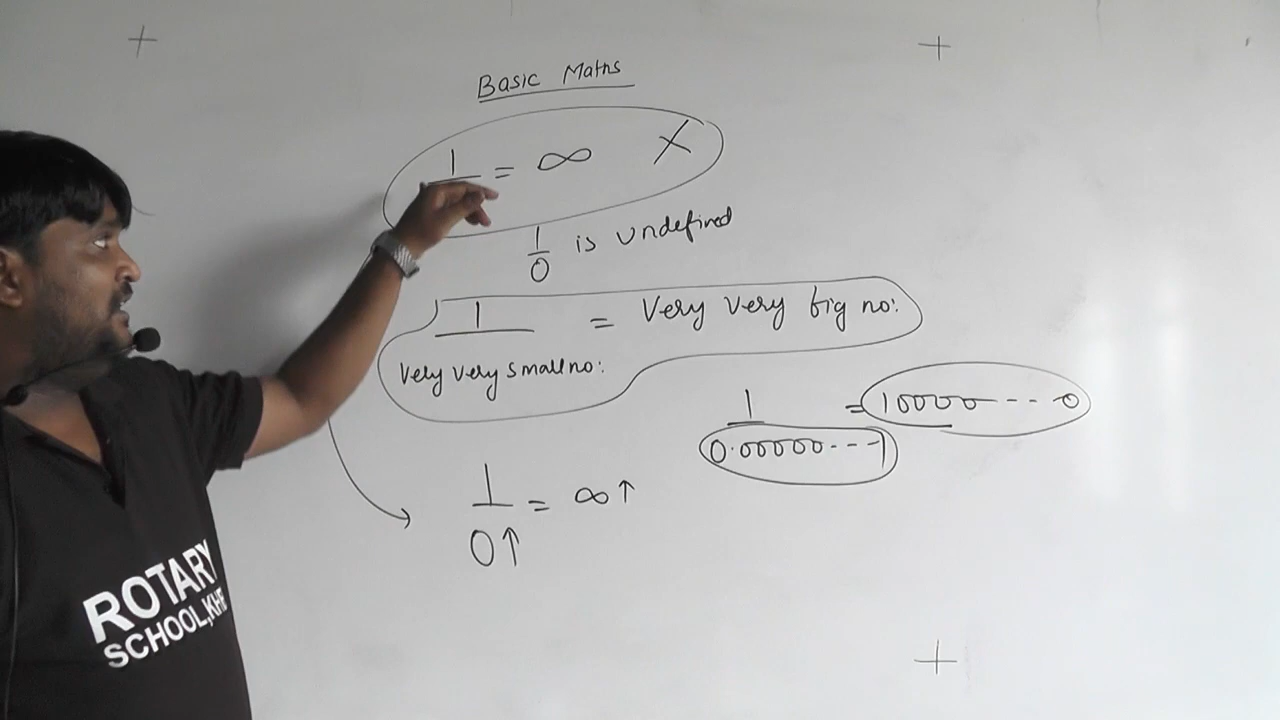 Basic Maths
1 = ∞ X
1/0 is undefined
1 = Very very big no:
Very very small no:
1 = 10000---0
0.00000---1
1 = ∞↑
0↑
ROTARY
SCHOOL,